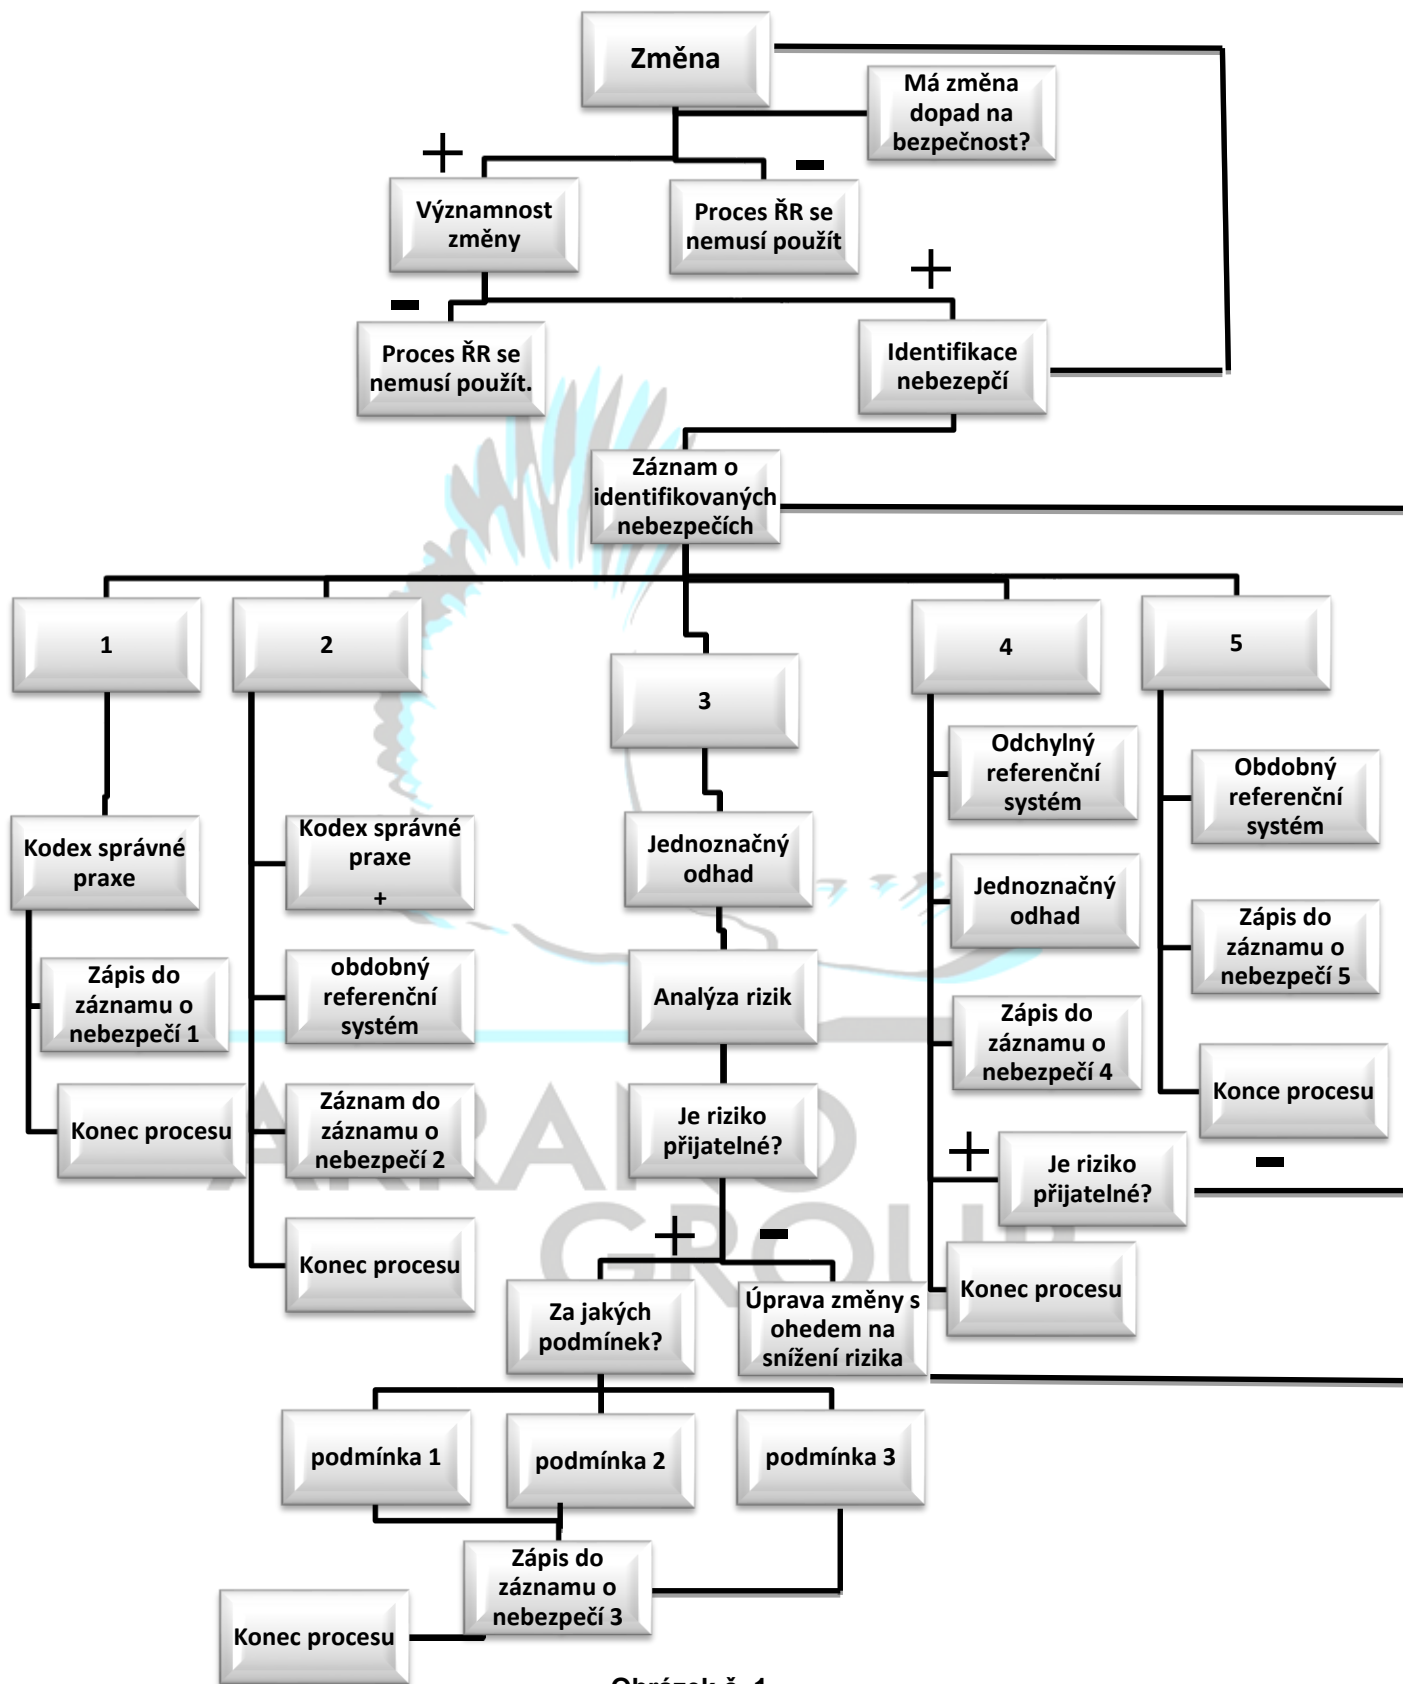 Změna
Má změna
dopad na
bezpečnost?
+
-
Významnost
změny
Proces ŘR se
nemusí použít
+
-
Proces ŘR se
nemusí použít.
Identifikace
nebezepčí
Záznam o
identifikovaných
nebezpečích
1
2
3
4
5
Kodex správné
praxe
Zápis do
záznamu o
nebezpečí 1
Konec procesu
Kodex správné
praxe
+
obdobný
referenční
systém
Záznam do
záznamu o
nebezpečí 2
Konec procesu
Jednoznačný
odhad
Analýza rizik
Je riziko
přijatelné?
+
-
Za jakých
podmínek?
Úprava změny s
ohedem na
snížení rizika
podmínka 1
podmínka 2
podmínka 3
Zápis do
záznamu o
nebezpečí 3
Konec procesu
Odchylný
referenční
systém
Jednoznačný
odhad
Zápis do
záznamu o
nebezpečí 4
+
Je riziko
přijatelné?
-
Konec procesu
Obdobný
referenční
systém
Zápis do
záznamu o
nebezpečí 5
Konce procesu
GROUP
Obrázek č. 1